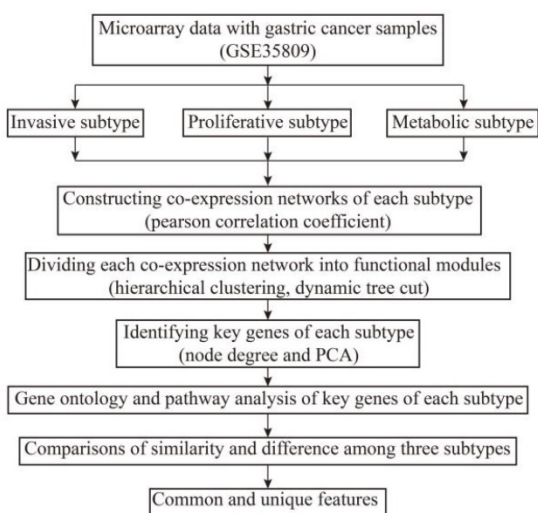 Microarray data with gastric cancer samples
(GSE35809)
Invasive subtype
Proliferative subtype
Metabolic subtype
Constructing co-expression networks of each subtype
(pearson correlation coefficient)
Dividing each co-expression network into functional modules
(hierarchical clustering, dynamic tree cut)
Identifying key genes of each subtype
(node degree and PCA)
Gene ontology and pathway analysis of key genes of each subtype
Comparisons of similarity and difference among three subtypes
Common and unique features